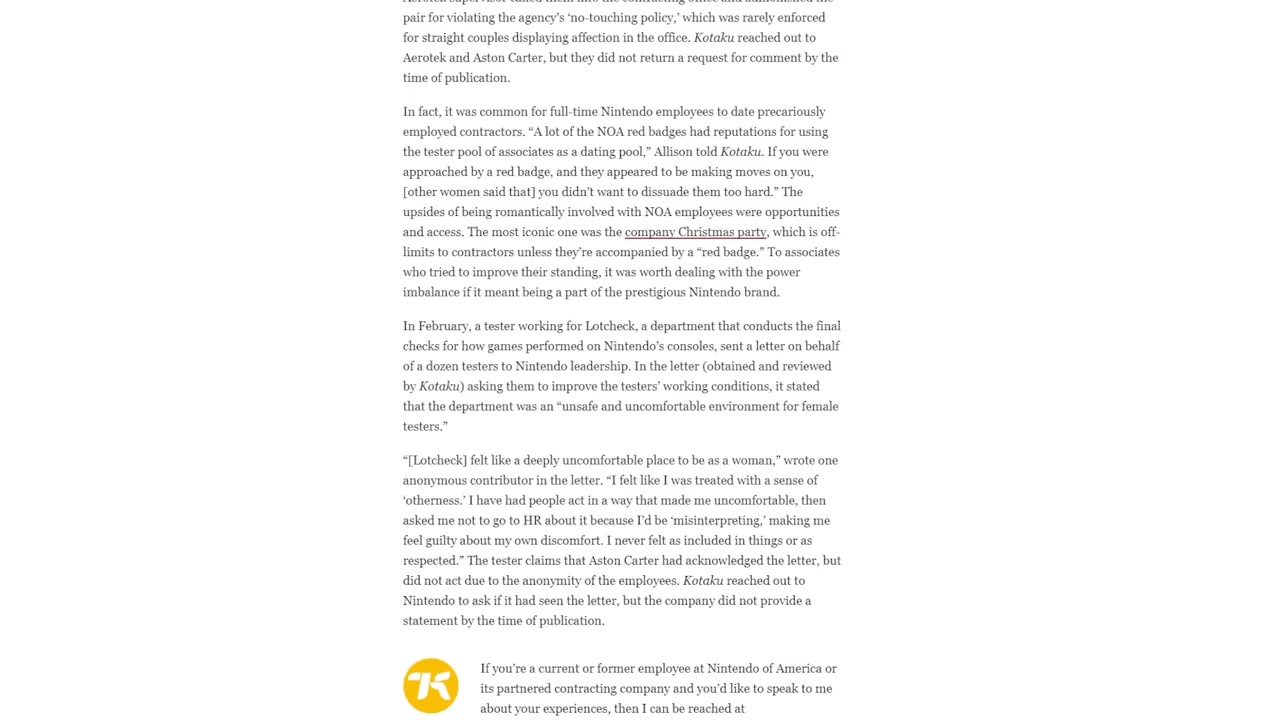 pair for violating the agency’s ‘no-touching policy,’ which was rarely enforced
for straight couples displaying affection in the office. Kotaku reached out to
Aerotek and Aston Carter, but they did not return a request for comment by the
time of publication.
In fact, it was common for full-time Nintendo employees to date precariously
employed contractors. “A lot of the NOA red badges had reputations for using
the tester pool of associates as a dating pool,” Allison told Kotaku. If you were
approached by a red badge, and they appeared to be making moves on you,
[other women said that] you didn’t want to dissuade them too hard.” The
upsides of being romantically involved with NOA employees were opportunities
and access. The most iconic one was the company Christmas party, which is off-
limits to contractors unless they’re accompanied by a “red badge.” To associates
who tried to improve their standing, it was worth dealing with the power
imbalance if it meant being a part of the prestigious Nintendo brand.
In February, a tester working for Lotcheck, a department that conducts the final
checks for how games performed on Nintendo’s consoles, sent a letter on behalf
of a dozen testers to Nintendo leadership. In the letter (obtained and reviewed
by Kotaku) asking them to improve the testers’ working conditions, it stated
that the department was an “unsafe and uncomfortable environment for female
testers.”
“[Lotcheck] felt like a deeply uncomfortable place to be as a woman,” wrote one
anonymous contributor in the letter. “I felt like I was treated with a sense of
‘otherness.’ I have had people act in a way that made me uncomfortable, then
asked me not to go to HR about it because I’d be ‘misinterpreting,’ making me
feel guilty about my own discomfort. I never felt as included in things or as
respected.” The tester claims that Aston Carter had acknowledged the letter, but
did not act due to the anonymity of the employees. Kotaku reached out to
Nintendo to ask if it had seen the letter, but the company did not provide a
statement by the time of publication.
If you’re a current or former employee at Nintendo of America or
its partnered contracting company and you’d like to speak to me
about your experiences, then I can be reached at